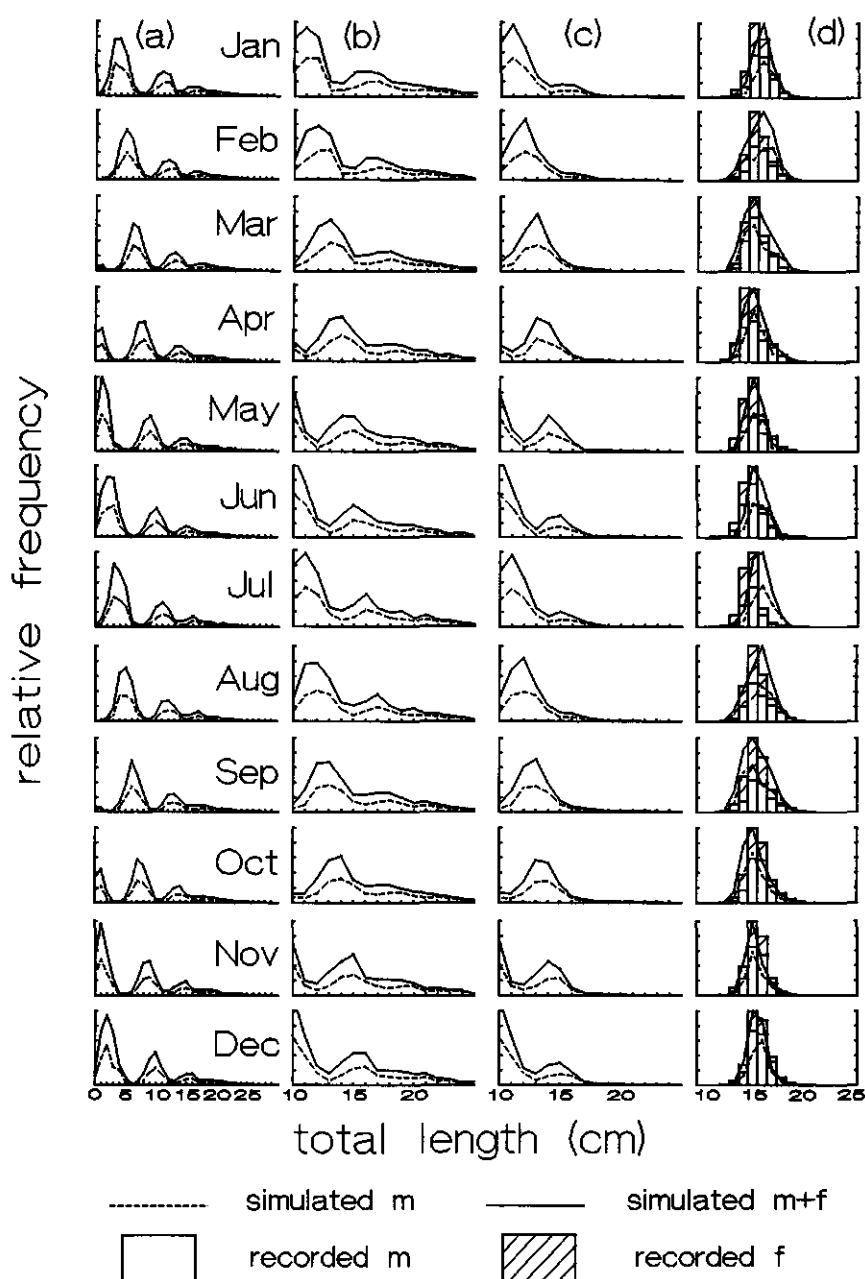 (a) (b) (c) (d)
Jan
Feb
Mar
Apr
May
Jun
Jul
Aug
Sep
Oct
Nov
Dec
relative frequency
0 5 10 15 20 25 10 15 20 10 15 20 10 15 20 25
total length (cm)
simulated m simulated m+f
recorded m recorded f